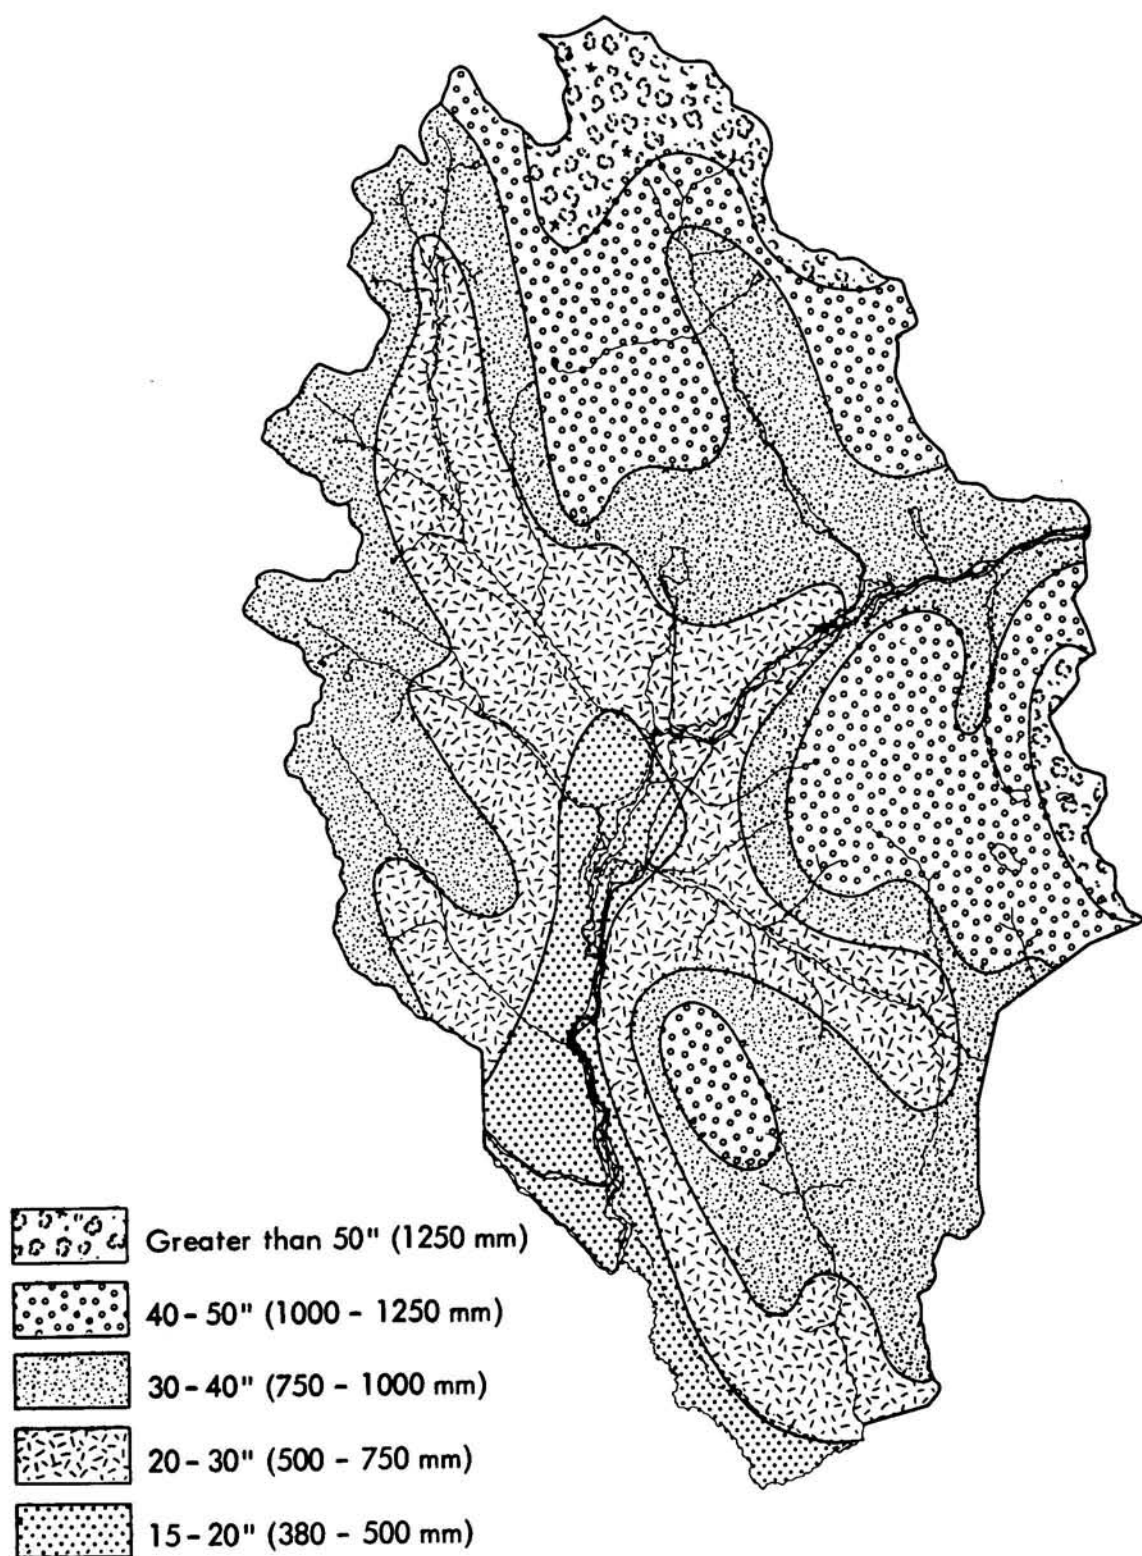 Greater than 50" (1250 mm)
40-50" (1000 - 1250 mm)
30-40" (750 - 1000 mm)
20-30" (500 - 750 mm)
15-20" (380 - 500 mm)